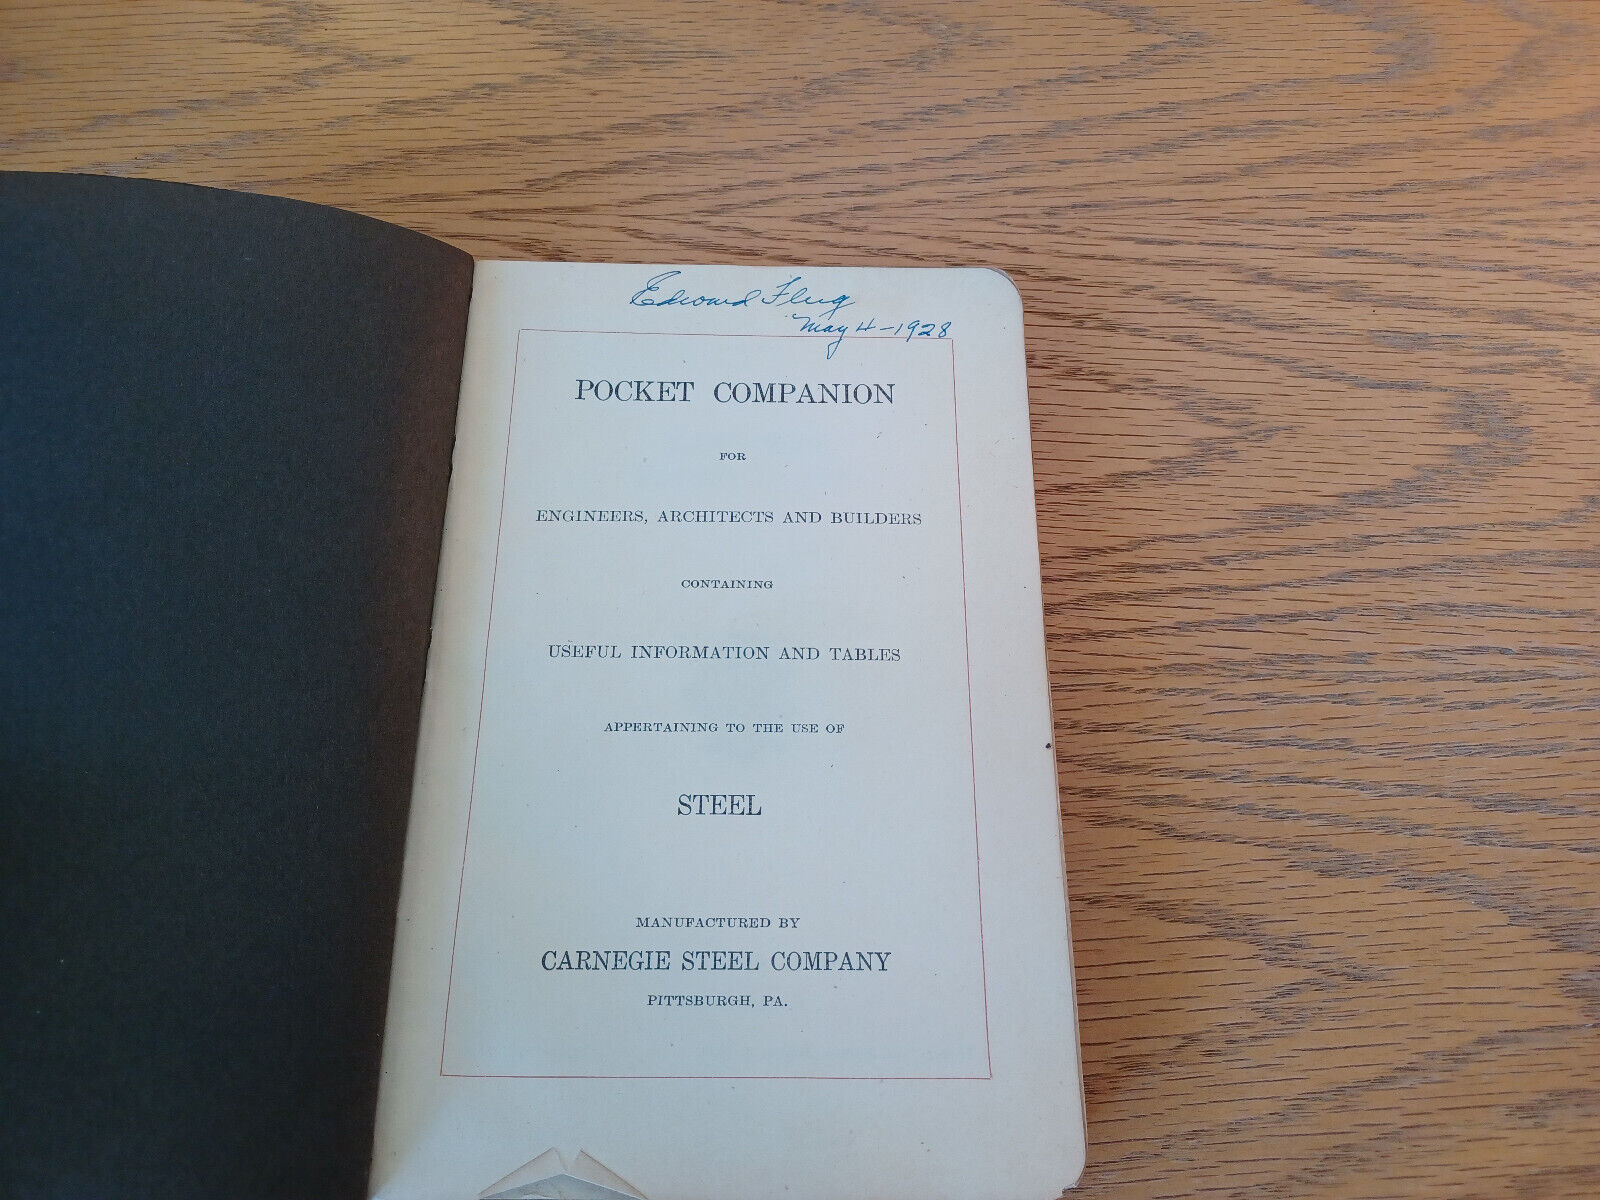 Edward Flug
May 4-1928
POCKET COMPANION
FOR
ENGINEERS, ARCHITECTS AND BUILDERS
CONTAINING
USEFUL INFORMATION AND TABLES
APPERTAINING TO THE USE OF
STEEL
MANUFACTURED BY
CARNEGIE STEEL COMPANY
PITTSBURGH, PA.